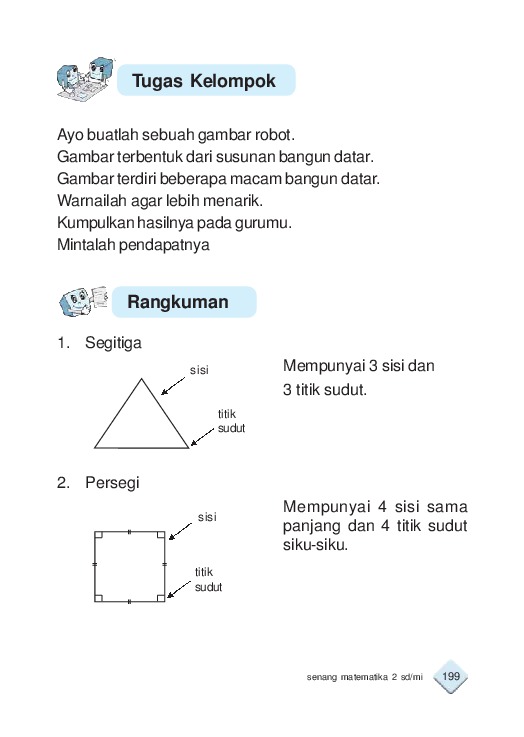 Tugas Kelompok
Ayo buatlah sebuah gambar robot.
Gambar terbentuk dari susunan bangun datar.
Gambar terdiri beberapa macam bangun datar.
Warnailah agar lebih menarik.
Kumpulkan hasilnya pada gurumu.
Mintalah pendapatnya
Rangkuman
1. Segitiga
sisi
titik
sudut
Mempunyai 3 sisi dan
3 titik sudut.
2. Persegi
sisi
titik
sudut
Mempunyai 4 sisi sama
panjang dan 4 titik sudut
siku-siku.
senang matematika 2 sd/mi 199